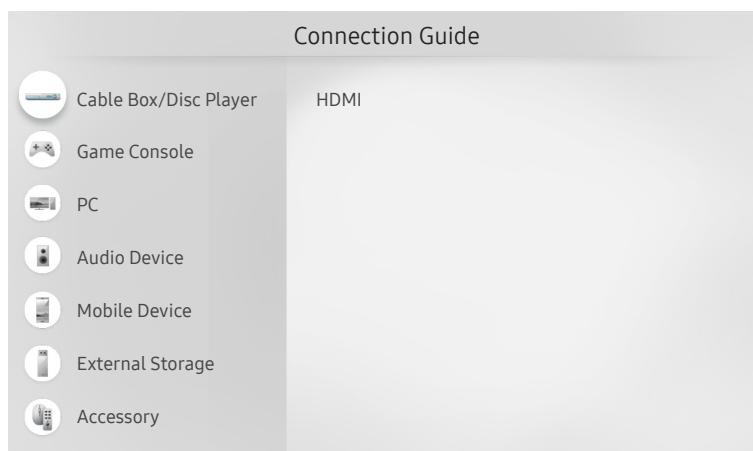 Connection Guide
Cable Box/Disc Player
HDMI
Game Console
PC
Audio Device
Mobile Device
External Storage
Accessory